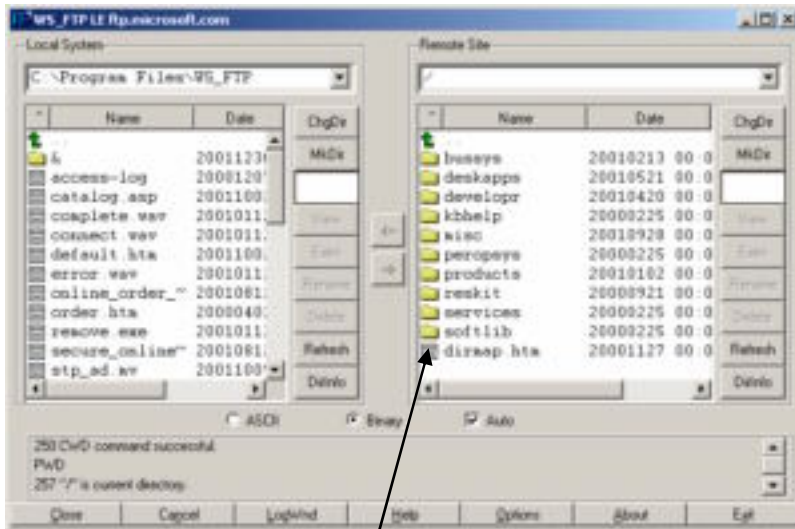 WS_FTP LE ftp.microsoft.com
Local System
C:\Program Files\WS_FTP
Name Date
ChgDir
MkDir
..
&
access-log
catalog.asp
complete.wav
connect.wav
default.htm
error.wav
online_order_~
order.htm
remove.exe
secure_online~
View
Exec
Rename
Delete
Refresh
DirInfo
Remote Site
/
Name Date
ChgDir
MkDir
..
bussys 20010213 00:0
deskapps 20010521 00:0
developr 20010420 00:0
kbhelp 20000225 00:0
misc 20010928 00:0
peropsys 20000225 00:0
products 20010102 00:0
reskit 20000921 00:0
services 20000225 00:0
softlib 20000225 00:0
dirmap.htm 20001127 00:0
View
Exec
Rename
Delete
Refresh
DirInfo
ASCII Binary Auto
250 CWD command successful.
PWD
257 "/" is current directory.
Close Cancel LogWnd Help Options About Exit